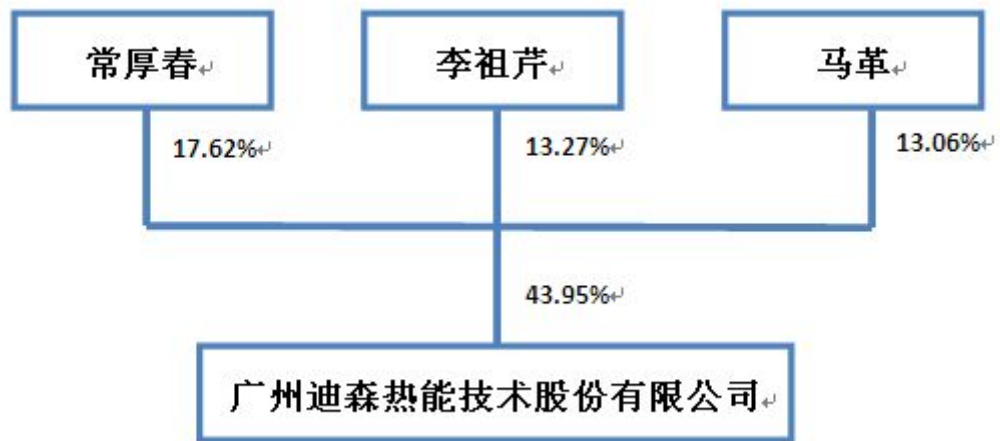 常厚春
李祖芹
马革
17.62%
13.27%
13.06%
43.95%
广州迪森热能技术股份有限公司